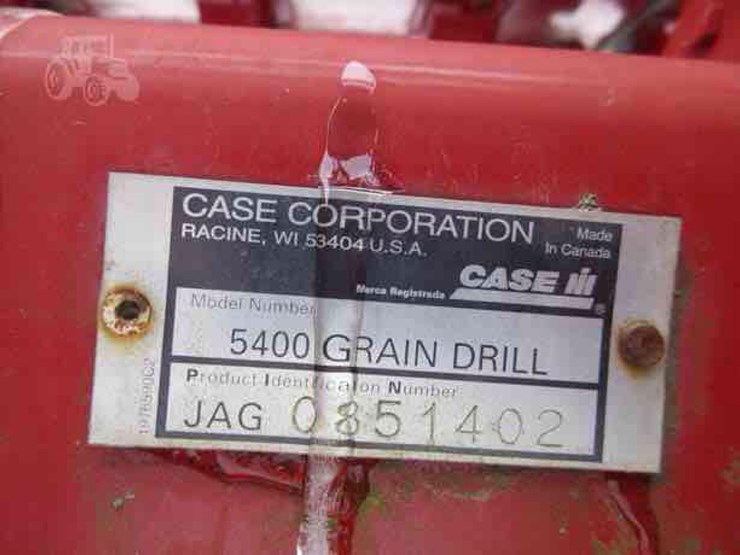 CASE CORPORATION
RACINE, WI 53404 U.S.A.
Made
In Canada
CASE IH
Marca Registrada ®
Model Number
5400 GRAIN DRILL
Product Identification Number
JAG 0351402